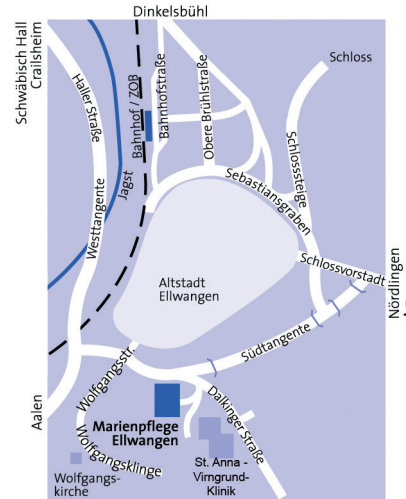 Dinkelsbühl
Schwäbisch Hall
Crailsheim
Haller Straße
Bahnhof / ZOB
Bahnhofstraße
Obere Brühlstraße
Schloss
Schlosssteige
Jagst
Westtangente
Sebastiansgraben
Schlossvorstadt
Nördlingen
Altstadt
Ellwangen
Südtangente
Wolfgangstr.
Aalen
Marienpflege
Ellwangen
Dalkinger Straße
Wolfgangsklinge
Wolfgangs-
kirche
St. Anna -
Virngrund-
Klinik